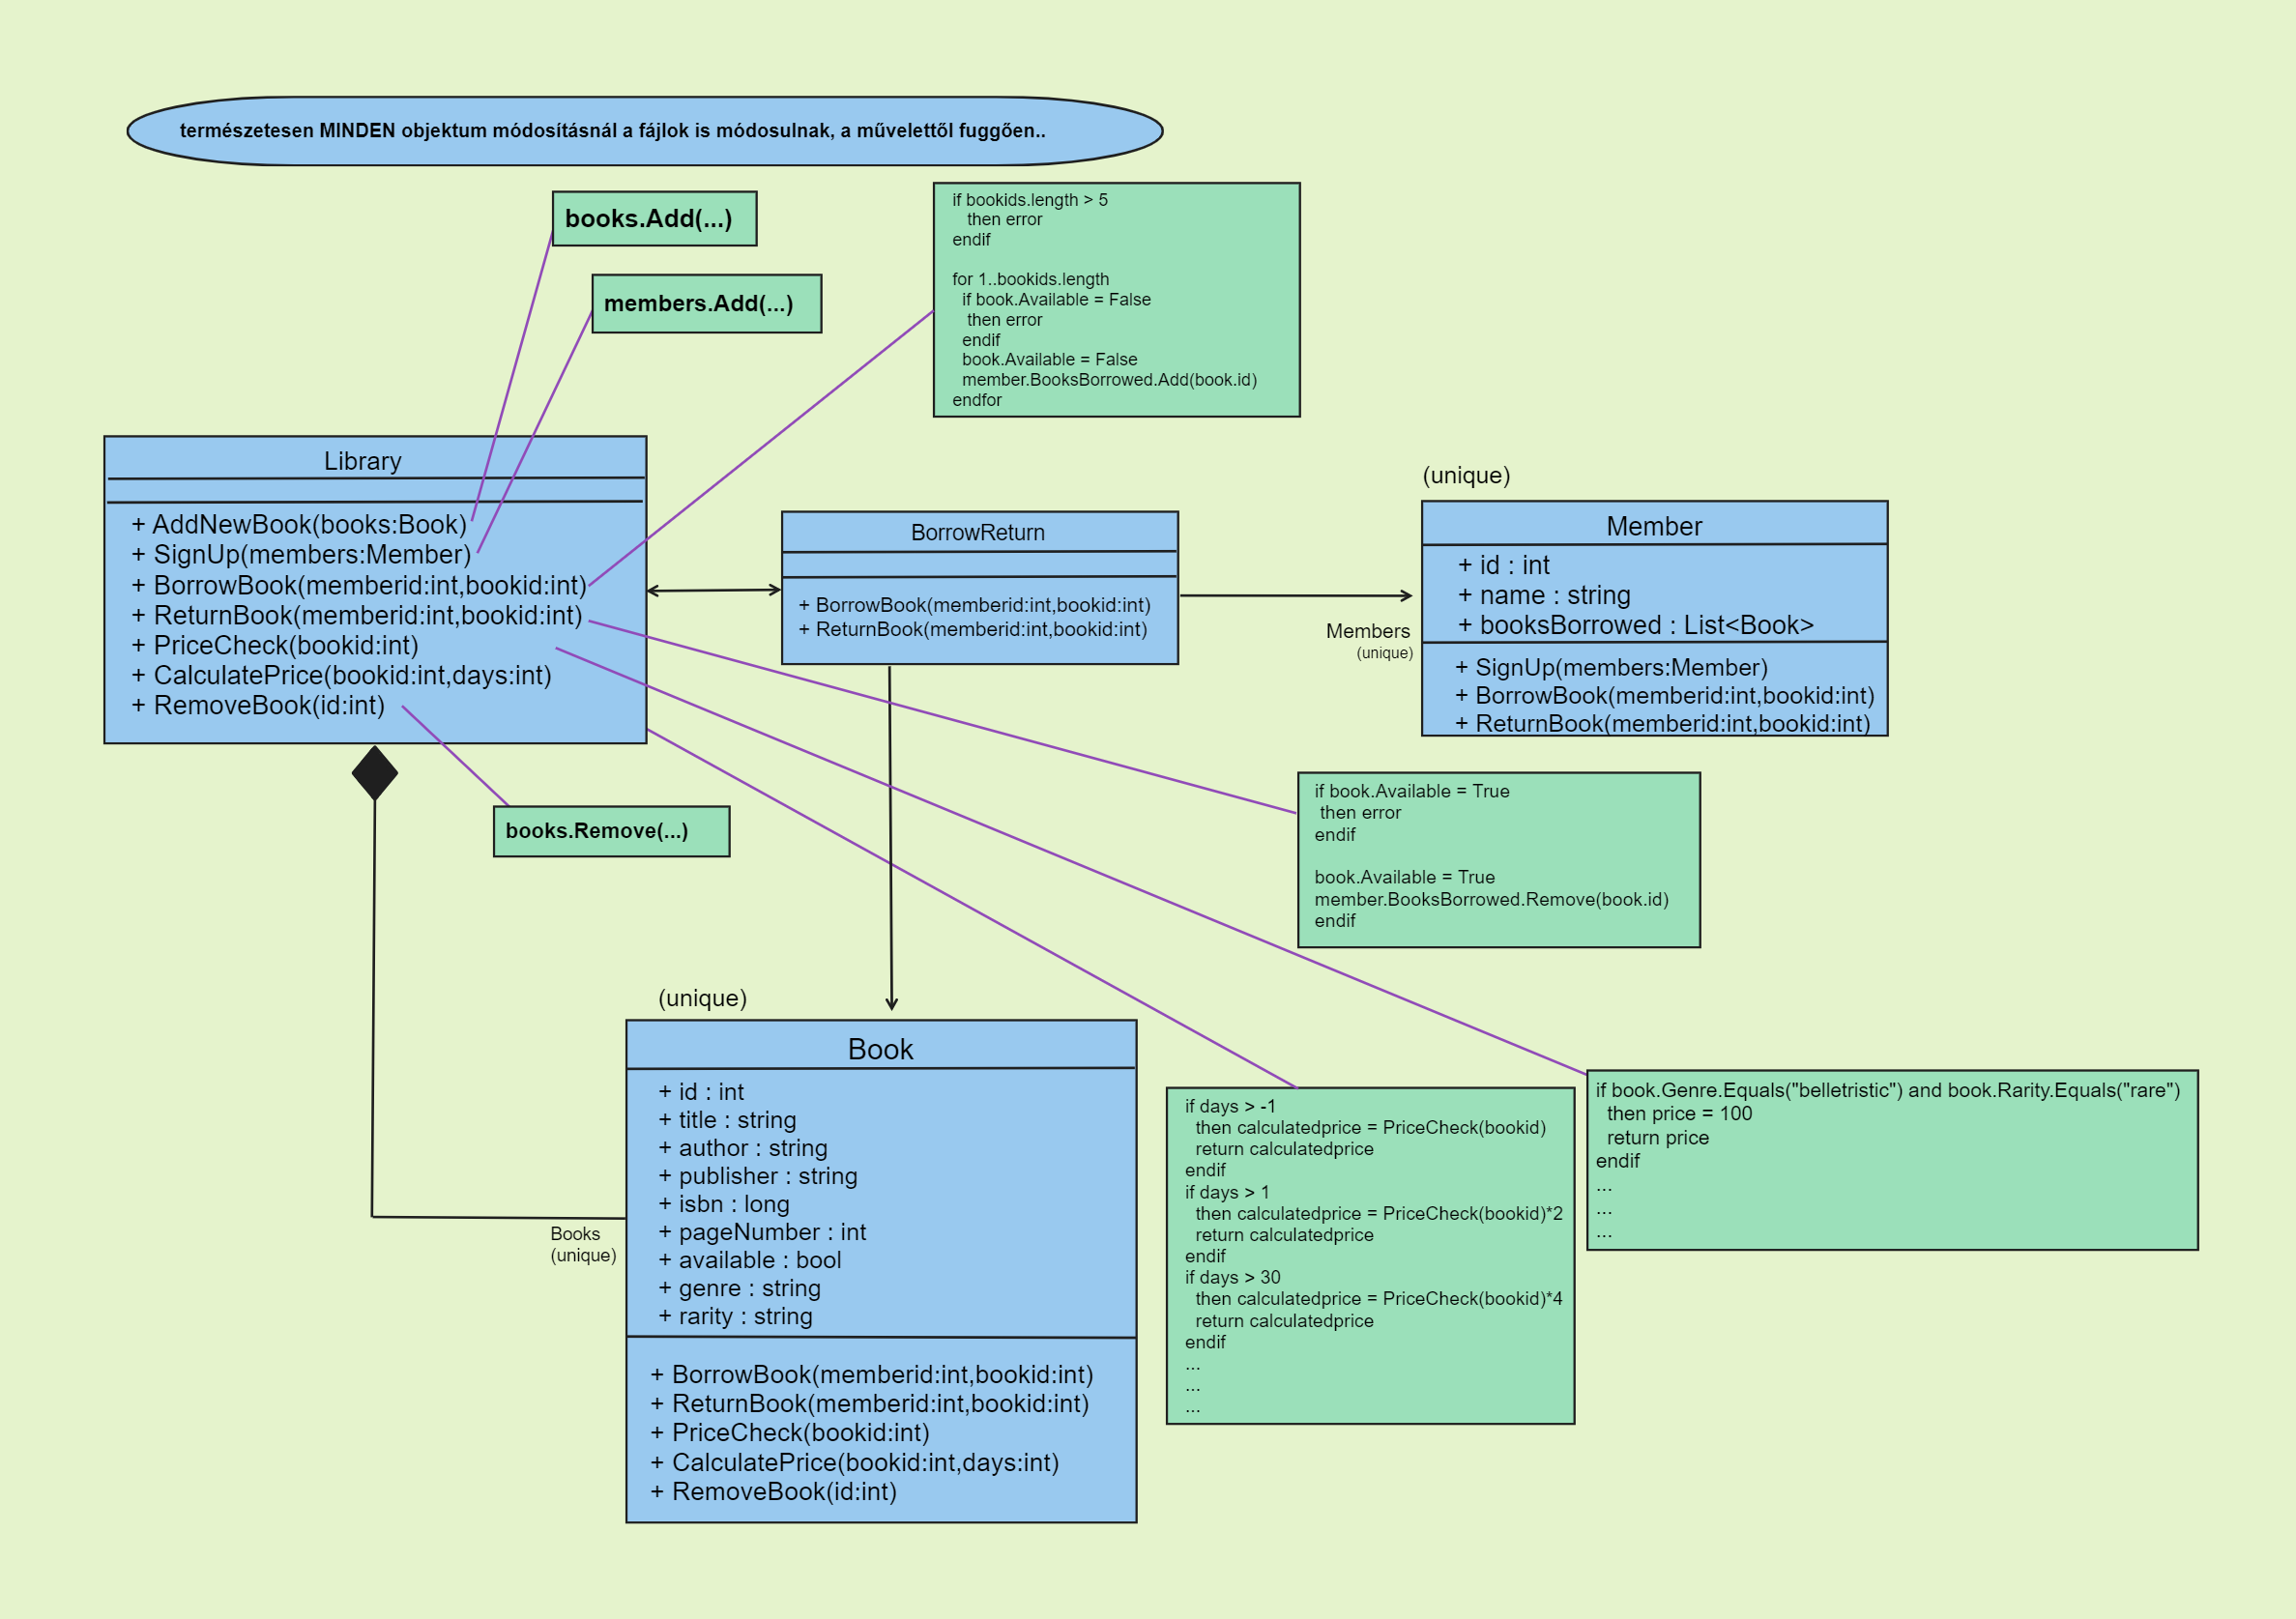 természetesen MINDEN objektum módosításnál a fájlok is módosulnak, a művelettől fuggően..
books.Add(...)
members.Add(...)
if bookids.length > 5
then error
endif
for 1..bookids.length
if book.Available = False
then error
endif
book.Available = False
member.BooksBorrowed.Add(book.id)
endfor
Library
+ AddNewBook(books:Book)
+ SignUp(members:Member)
+ BorrowBook(memberid:int,bookid:int)
+ ReturnBook(memberid:int,bookid:int)
+ PriceCheck(bookid:int)
+ CalculatePrice(bookid:int,days:int)
+ RemoveBook(id:int)
BorrowReturn
+ BorrowBook(memberid:int,bookid:int)
+ ReturnBook(memberid:int,bookid:int)
(unique)
Member
+ id : int
+ name : string
+ booksBorrowed : List<Book>
+ SignUp(members:Member)
+ BorrowBook(memberid:int,bookid:int)
+ ReturnBook(memberid:int,bookid:int)
Members
(unique)
books.Remove(...)
if book.Available = True
then error
endif
book.Available = True
member.BooksBorrowed.Remove(book.id)
endif
(unique)
Book
+ id : int
+ title : string
+ author : string
+ publisher : string
+ isbn : long
+ pageNumber : int
+ available : bool
+ genre : string
+ rarity : string
+ BorrowBook(memberid:int,bookid:int)
+ ReturnBook(memberid:int,bookid:int)
+ PriceCheck(bookid:int)
+ CalculatePrice(bookid:int,days:int)
+ RemoveBook(id:int)
Books
(unique)
if days > -1
then calculatedprice = PriceCheck(bookid)
return calculatedprice
endif
if days > 1
then calculatedprice = PriceCheck(bookid)*2
return calculatedprice
endif
if days > 30
then calculatedprice = PriceCheck(bookid)*4
return calculatedprice
endif
...
...
...
if book.Genre.Equals("belletristic") and book.Rarity.Equals("rare")
then price = 100
return price
endif
...
...
...